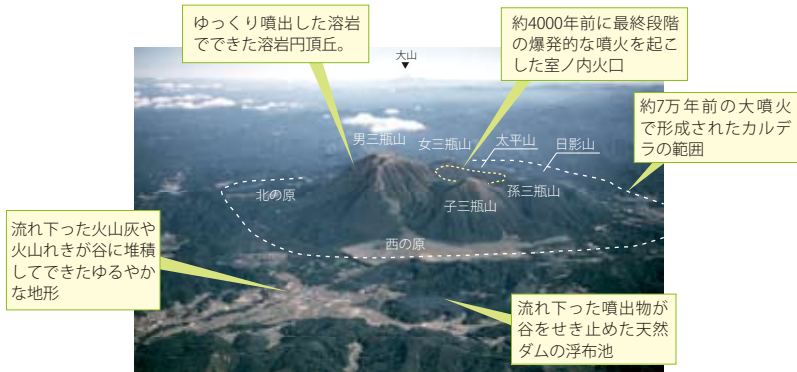 ゆっくり噴出した溶岩
でできた溶岩円頂丘。
大山
▼
約4000年前に最終段階
の爆発的な噴火を起こ
した室ノ内火口
約7万年前の大噴火
で形成されたカルデ
ラの範囲
男三瓶山
女三瓶山
太平山
日影山
北の原
子三瓶山
孫三瓶山
西の原
流れ下った火山灰や
火山れきが谷に堆積
してできたゆるやか
な地形
流れ下った噴出物が
谷をせき止めた天然
ダムの浮布池